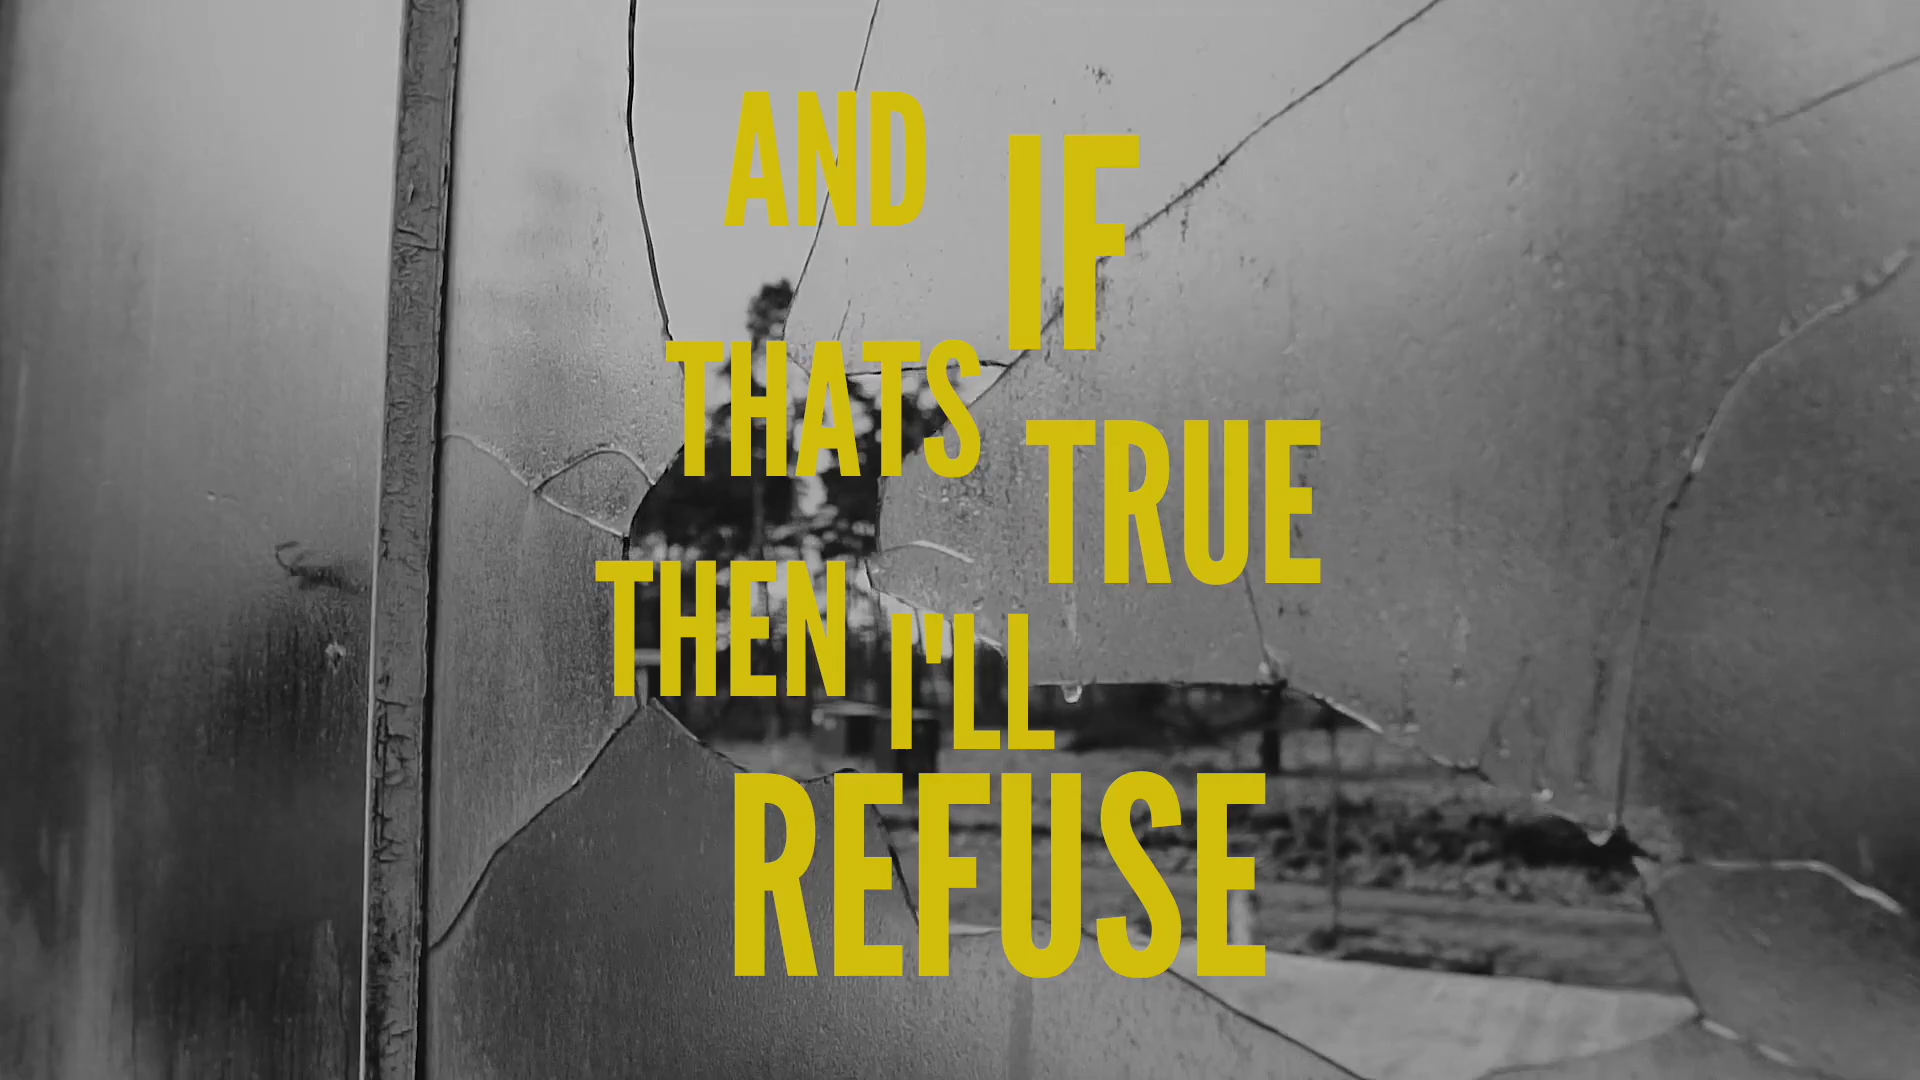 AND IF
THATS TRUE
THEN I'LL
REFUSE